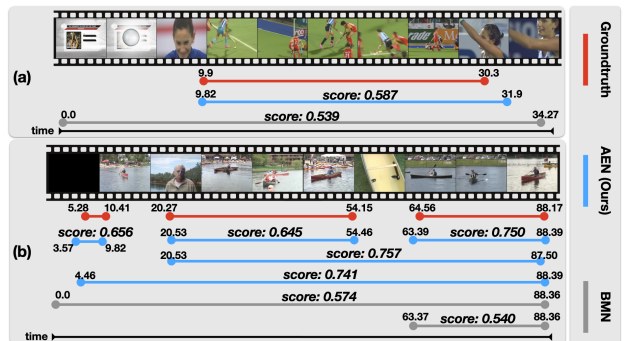 (a)
9.9 30.3
9.82 score: 0.587 31.9
0.0 score: 0.539 34.27
time
(b)
5.28 10.41 20.27 54.15 64.56 88.17
score: 0.656 20.53 score: 0.645 54.46 63.39 score: 0.750 88.39
3.57 9.82
20.53 score: 0.757 87.50
4.46 score: 0.741 88.39
0.0 score: 0.574 88.36
63.37 score: 0.540 88.36
time
Groundtruth
AEN (Ours)
BMN